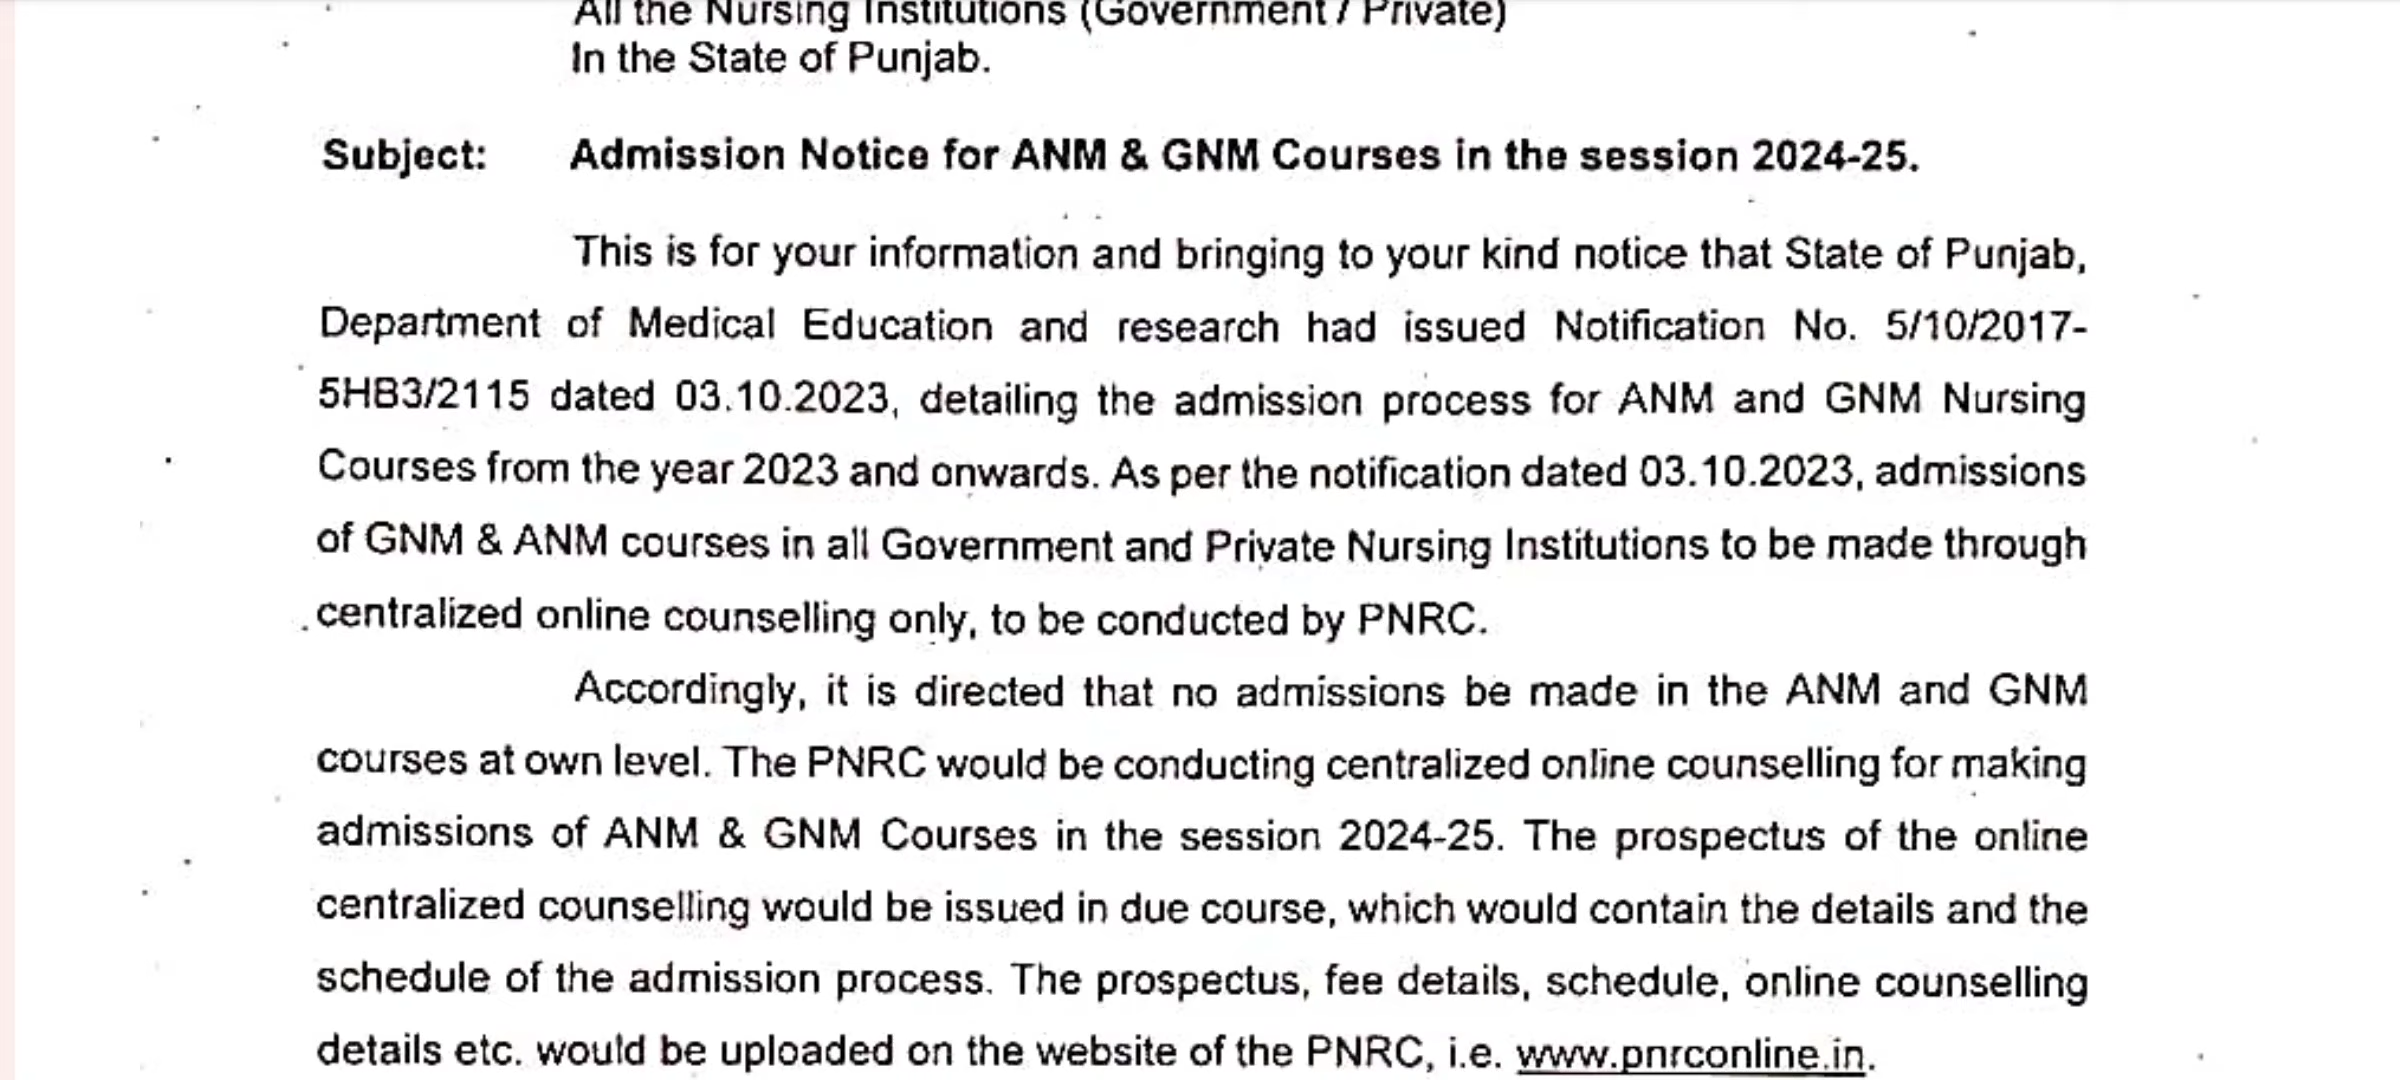 All the Nursing Institutions (Government / Private)
In the State of Punjab.
Subject: Admission Notice for ANM & GNM Courses in the session 2024-25.
This is for your information and bringing to your kind notice that State of Punjab,
Department of Medical Education and research had issued Notification No. 5/10/2017-
5HB3/2115 dated 03.10.2023, detailing the admission process for ANM and GNM Nursing
Courses from the year 2023 and onwards. As per the notification dated 03.10.2023, admissions
of GNM & ANM courses in all Government and Private Nursing Institutions to be made through
centralized online counselling only, to be conducted by PNRC.
Accordingly, it is directed that no admissions be made in the ANM and GNM
courses at own level. The PNRC would be conducting centralized online counselling for making
admissions of ANM & GNM Courses in the session 2024-25. The prospectus of the online
centralized counselling would be issued in due course, which would contain the details and the
schedule of the admission process. The prospectus, fee details, schedule, online counselling
details etc. would be uploaded on the website of the PNRC, i.e. www.pnrconline.in.